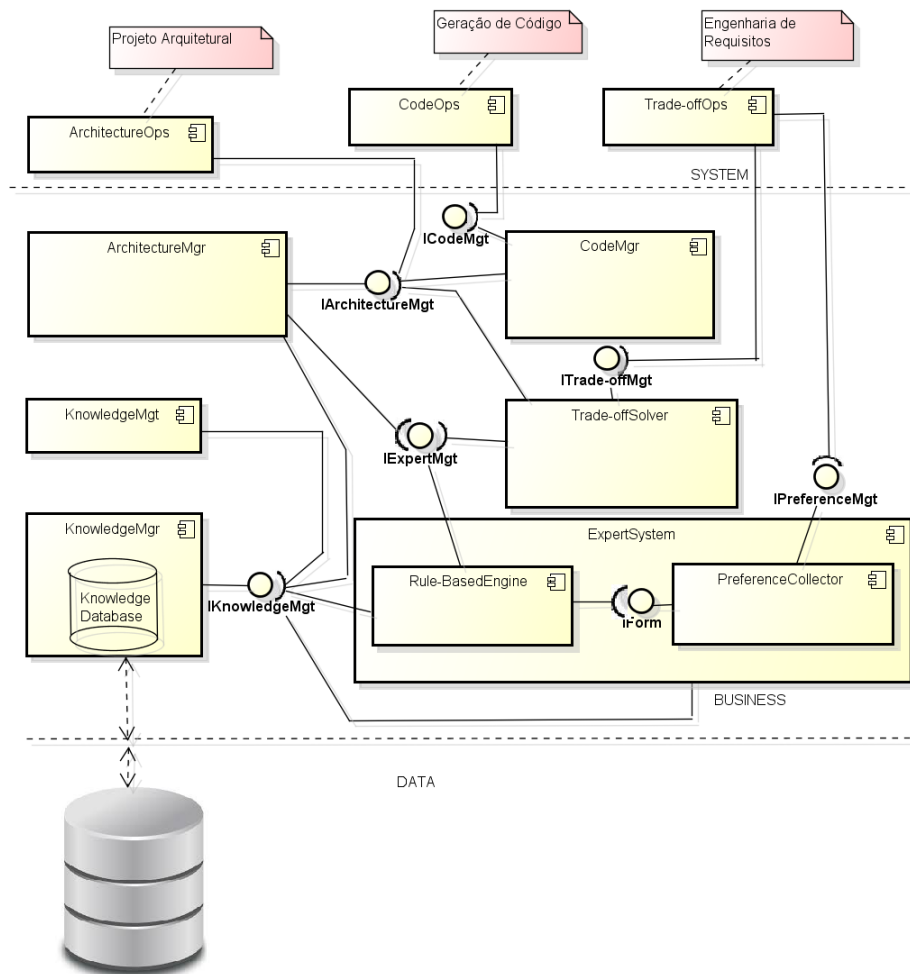 Projeto Arquitetural
Geração de Código
Engenharia de
Requisitos
ArchitectureOps
CodeOps
Trade-offOps
SYSTEM
ArchitectureMgr
ICodeMgt
CodeMgr
IArchitectureMgt
ITrade-offMgt
KnowledgeMgt
Trade-offSolver
IExpertMgt
IPreferenceMgt
KnowledgeMgr
Knowledge
Database
IKnowledgeMgt
ExpertSystem
Rule-BasedEngine
IForm
PreferenceCollector
BUSINESS
DATA